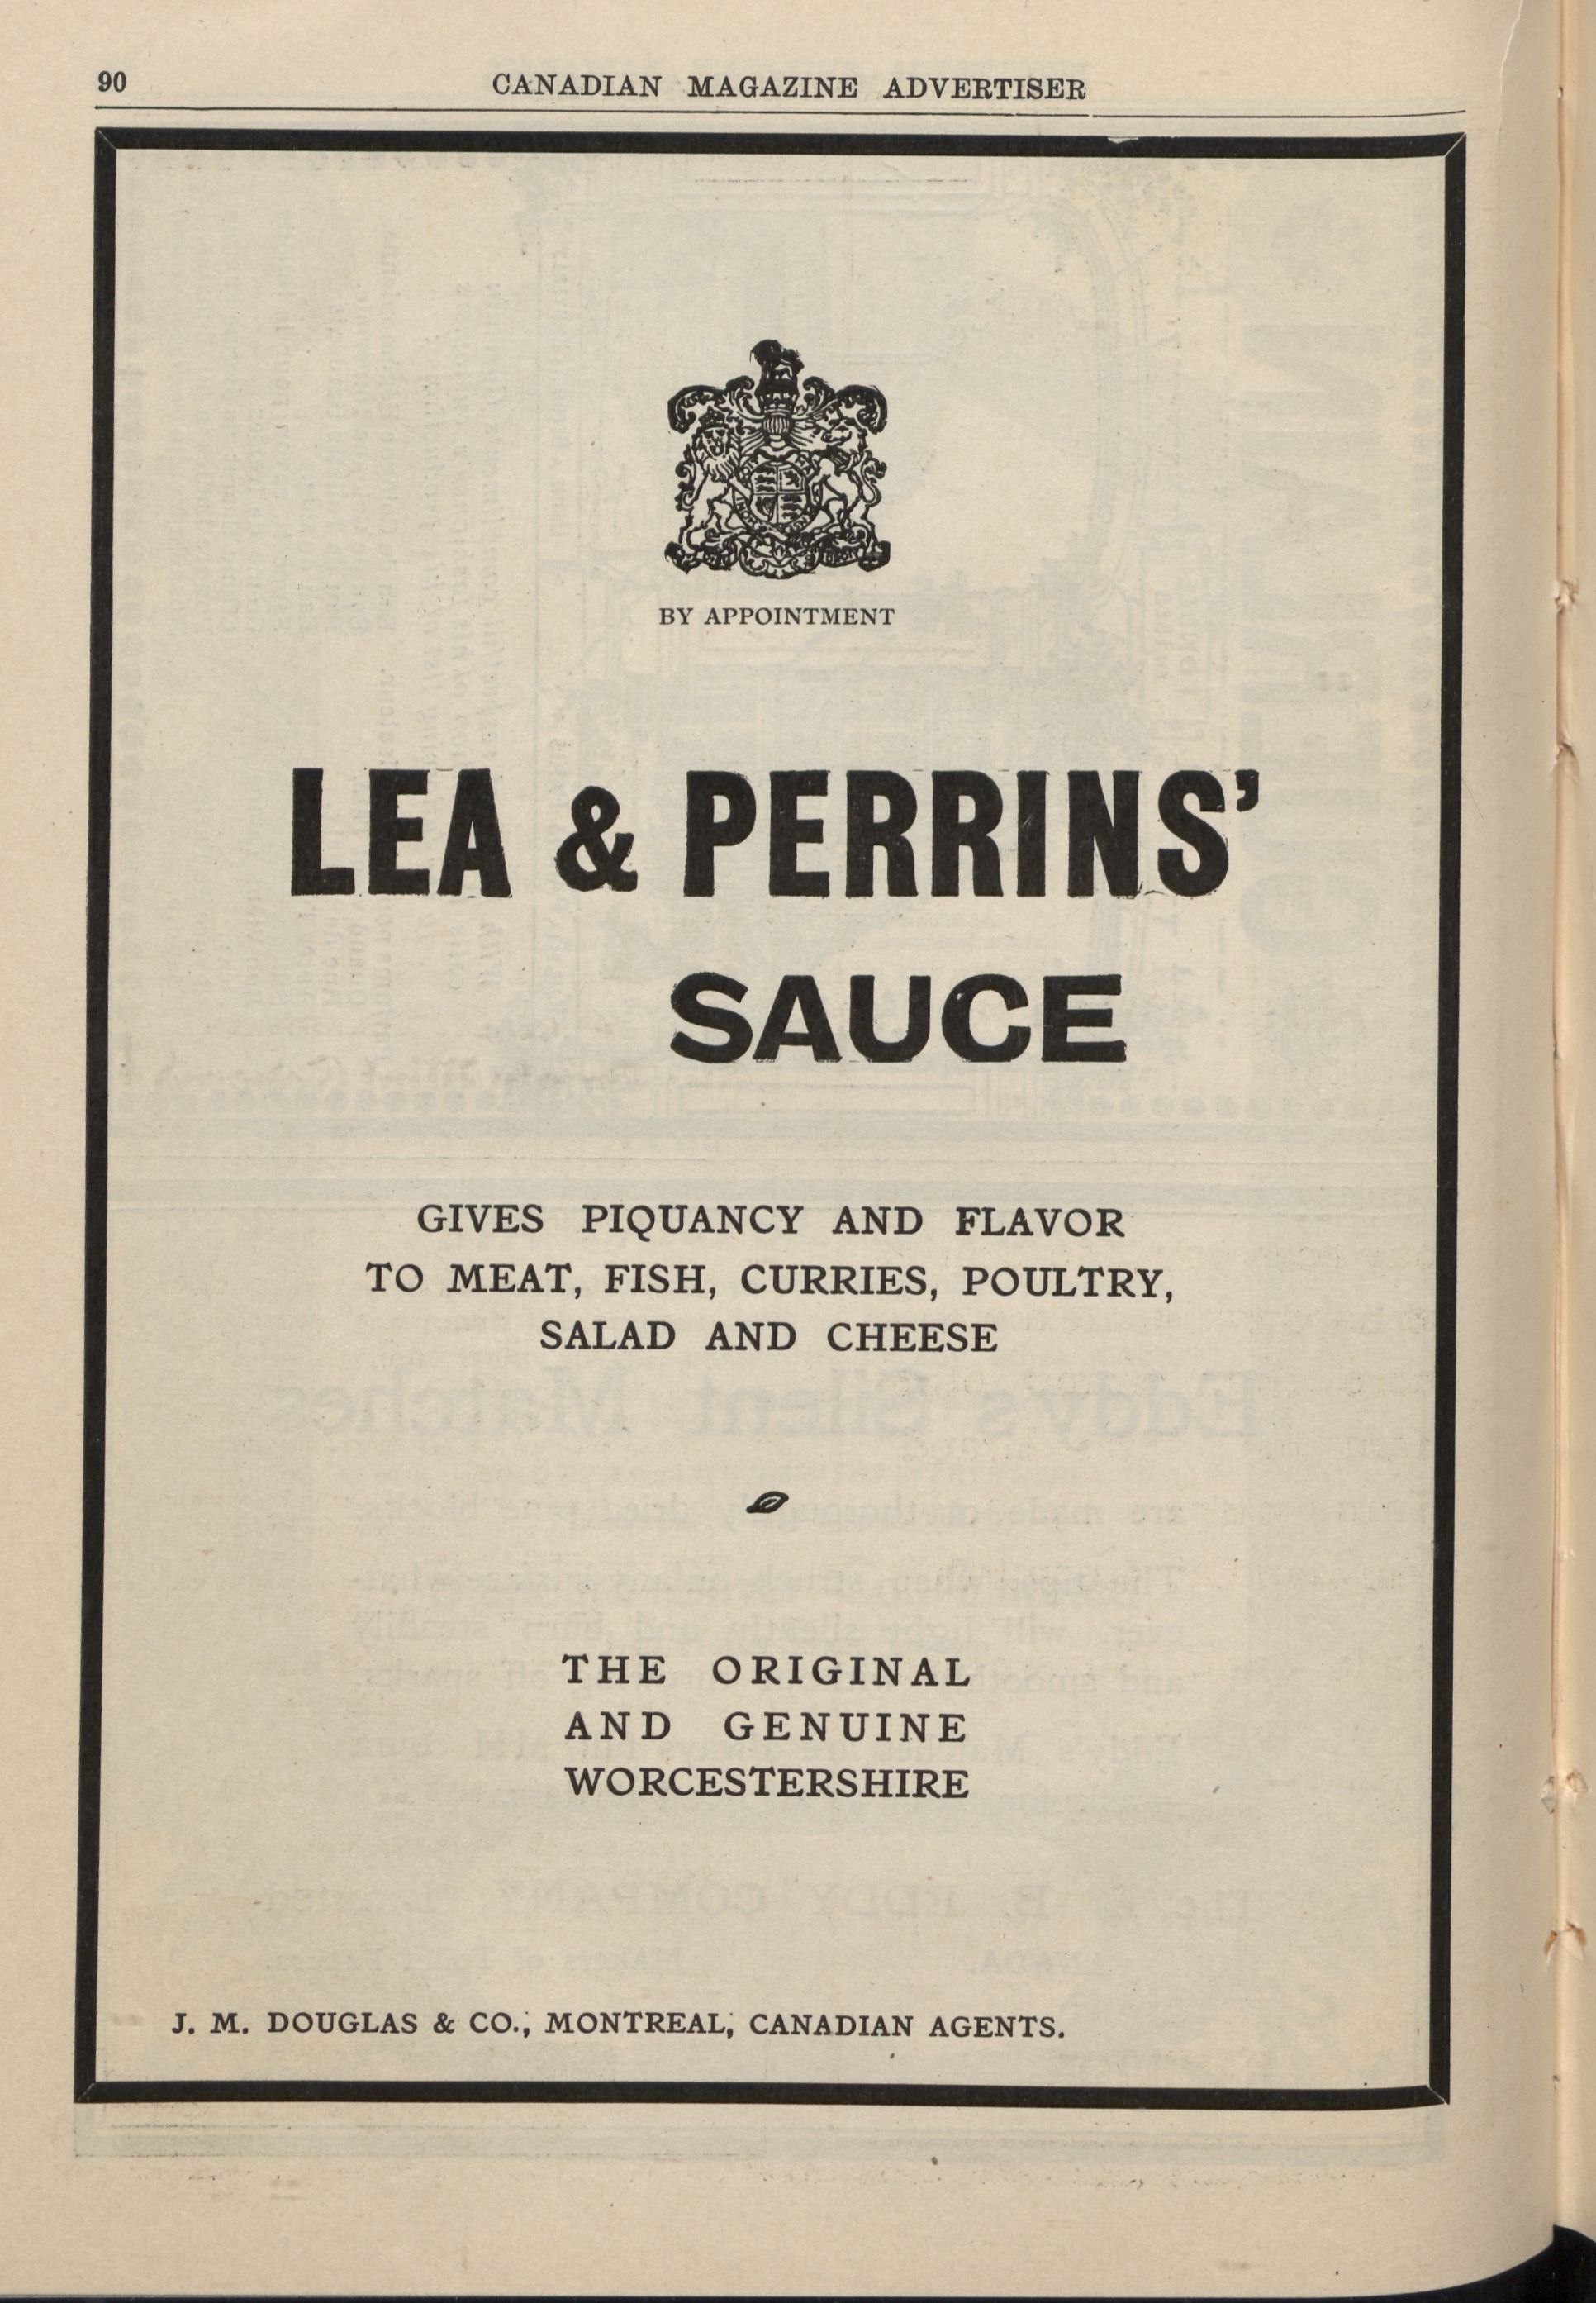 90
CANADIAN MAGAZINE ADVERTISER
BY APPOINTMENT
LEA & PERRINS'
SAUCE
GIVES PIQUANCY AND FLAVOR
TO MEAT, FISH, CURRIES, POULTRY,
SALAD AND CHEESE
THE ORIGINAL
AND GENUINE
WORCESTERSHIRE
J. M. DOUGLAS & CO., MONTREAL, CANADIAN AGENTS.